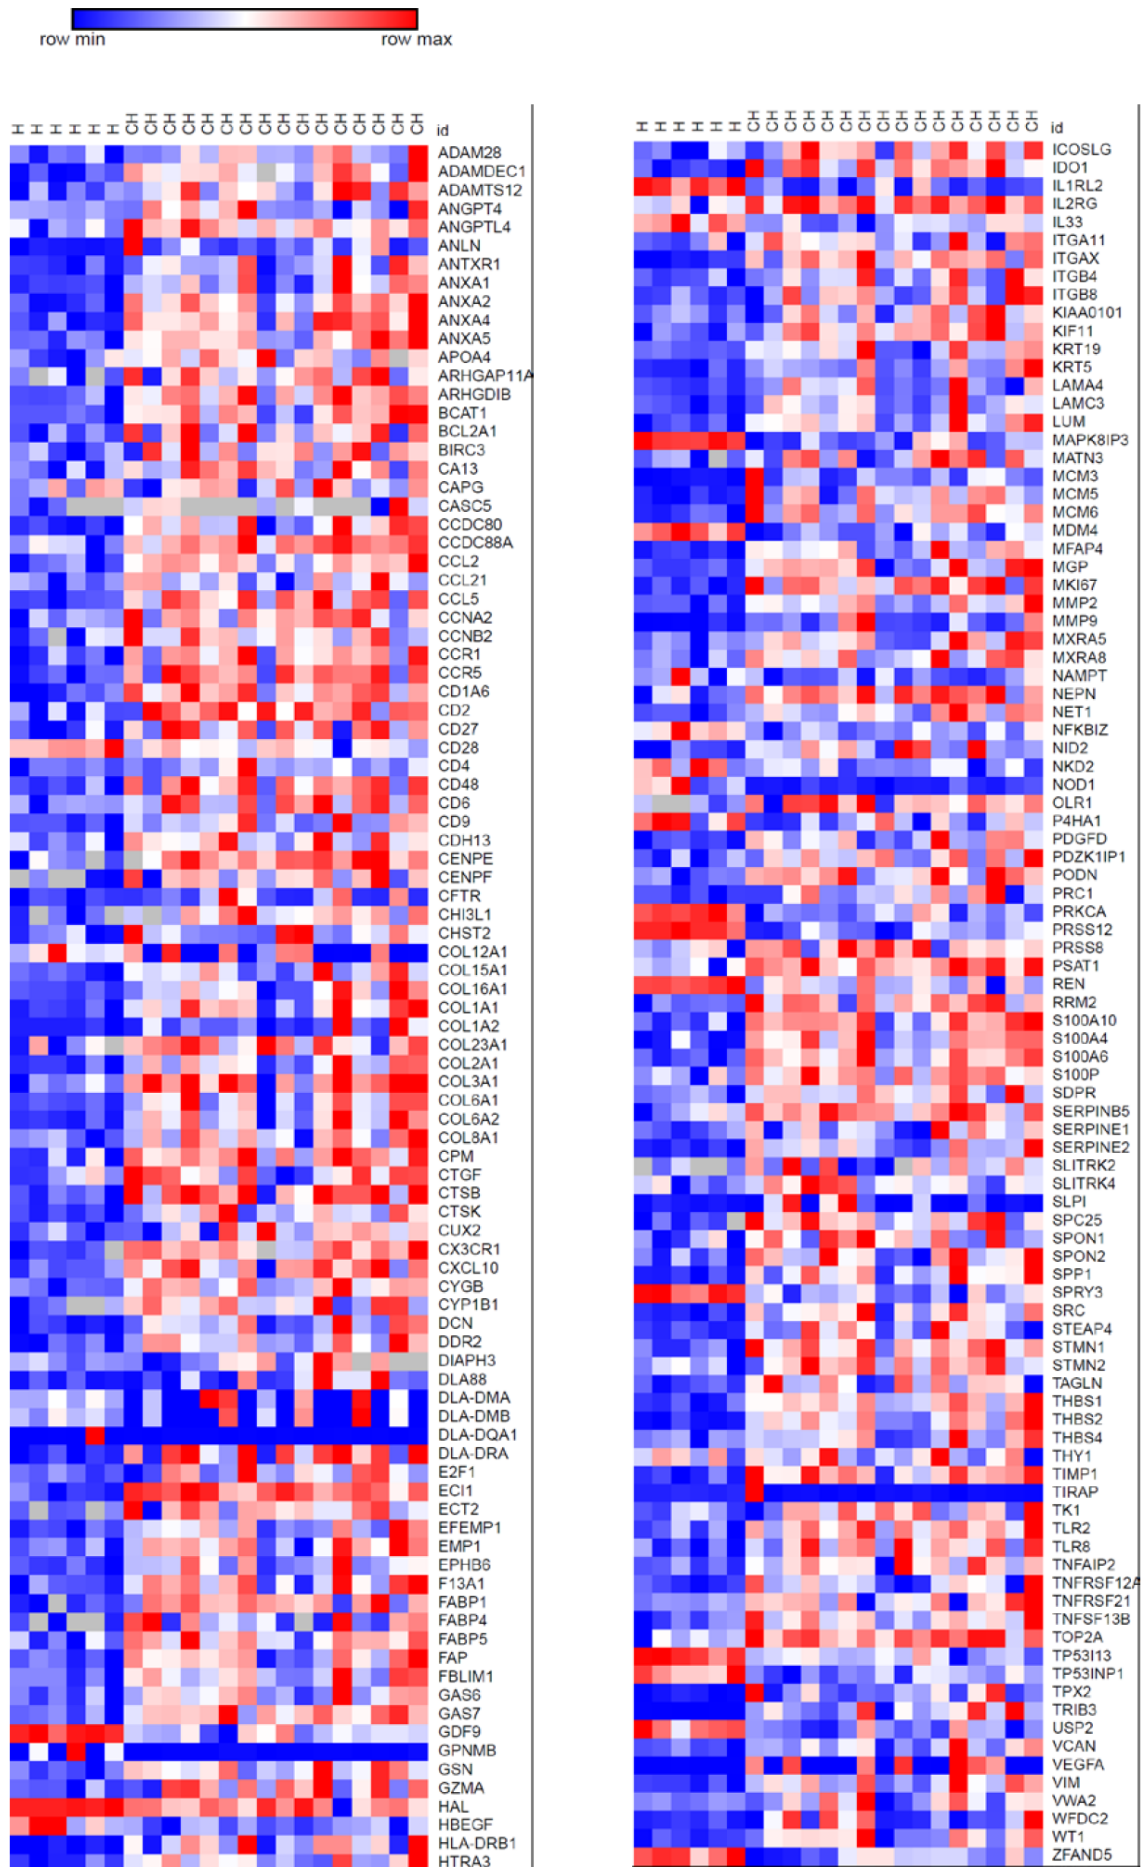 row min row max
H H H H H H CH CH CH CH CH CH CH CH CH CH CH CH CH CH CH CH id
ADAM28
ADAMDEC1
ADAMTS12
ANGPT4
ANGPTL4
ANLN
ANTXR1
ANXA1
ANXA2
ANXA4
ANXA5
APOA4
ARHGAP11A
ARHGDIB
BCAT1
BCL2A1
BIRC3
CA13
CAPG
CASC5
CCDC80
CCDC88A
CCL2
CCL21
CCL5
CCNA2
CCNB2
CCR1
CCR5
CD1A6
CD2
CD27
CD28
CD4
CD48
CD6
CD9
CDH13
CENPE
CENPF
CFTR
CHI3L1
CHST2
COL12A1
COL15A1
COL16A1
COL1A1
COL1A2
COL23A1
COL2A1
COL3A1
COL6A1
COL6A2
COL8A1
CPM
CTGF
CTSB
CTSK
CUX2
CX3CR1
CXCL10
CYGB
CYP1B1
DCN
DDR2
DIAPH3
DLA88
DLA-DMA
DLA-DMB
DLA-DQA1
DLA-DRA
E2F1
ECI1
ECT2
EFEMP1
EMP1
EPHB6
F13A1
FABP1
FABP4
FABP5
FAP
FBLIM1
GAS6
GAS7
GDF9
GPNMB
GSN
GZMA
HAL
HBEGF
HLA-DRB1
HTRA3
H H H H H H CH CH CH CH CH CH CH CH CH CH CH CH CH CH CH CH id
ICOSLG
IDO1
IL1RL2
IL2RG
IL33
ITGA11
ITGAX
ITGB4
ITGB8
KIAA0101
KIF11
KRT19
KRT5
LAMA4
LAMC3
LUM
MAPK8IP3
MATN3
MCM3
MCM5
MCM6
MDM4
MFAP4
MGP
MKI67
MMP2
MMP9
MXRA5
MXRA8
NAMPT
NEPN
NET1
NFKBIZ
NID2
NKD2
NOD1
OLR1
P4HA1
PDGFD
PDZK1IP1
PODN
PRC1
PRKCA
PRSS12
PRSS8
PSAT1
REN
RRM2
S100A10
S100A4
S100A6
S100P
SDPR
SERPINB5
SERPINE1
SERPINE2
SLITRK2
SLITRK4
SLPI
SPC25
SPON1
SPON2
SPP1
SPRY3
SRC
STEAP4
STMN1
STMN2
TAGLN
THBS1
THBS2
THBS4
THY1
TIMP1
TIRAP
TK1
TLR2
TLR8
TNFAIP2
TNFRSF12A
TNFRSF21
TNFSF13B
TOP2A
TP53I13
TP53INP1
TPX2
TRIB3
USP2
VCAN
VEGFA
VIM
VWA2
WFDC2
WT1
ZFAND5